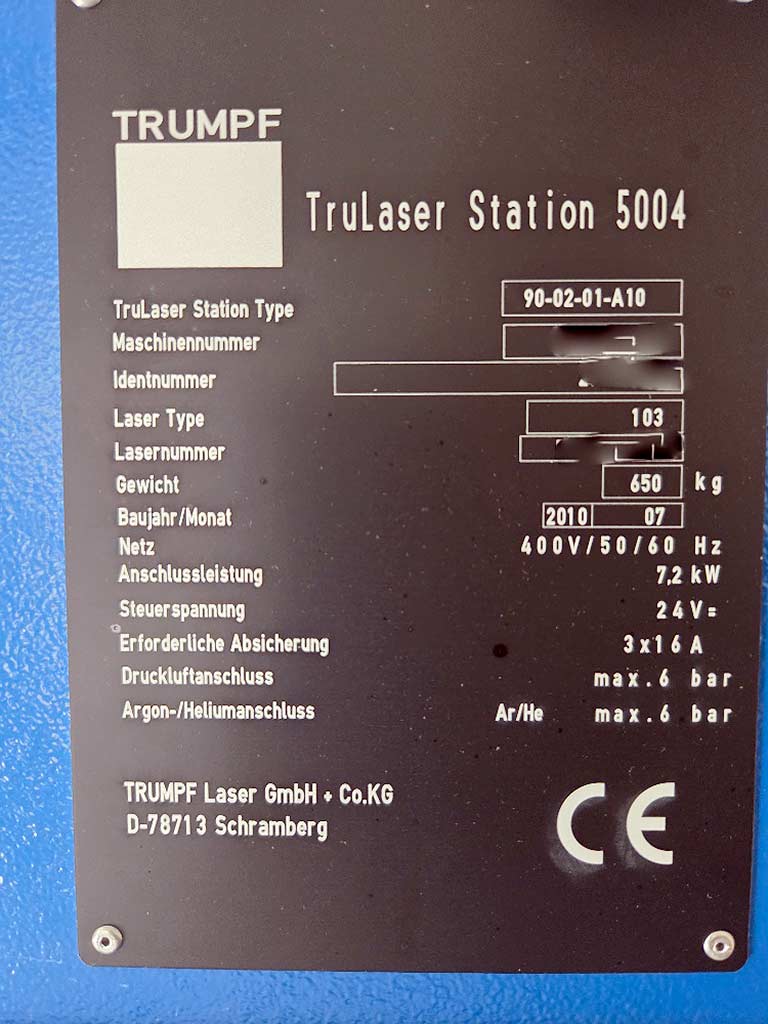 TRUMPF
TruLaser Station 5004
TruLaser Station Type 90-02-01-A10
Maschinennummer
Identnummer
Laser Type 103
Lasernummer
Gewicht 650 kg
Baujahr/Monat 2010 07
Netz 400V/50/60 Hz
Anschlussleistung 7,2 kW
Steuerspannung 24V=
Erforderliche Absicherung 3x16 A
Druckluftanschluss max.6 bar
Argon-/Heliumanschluss Ar/He max.6 bar
TRUMPF Laser GmbH + Co.KG
D-78713 Schramberg
CE